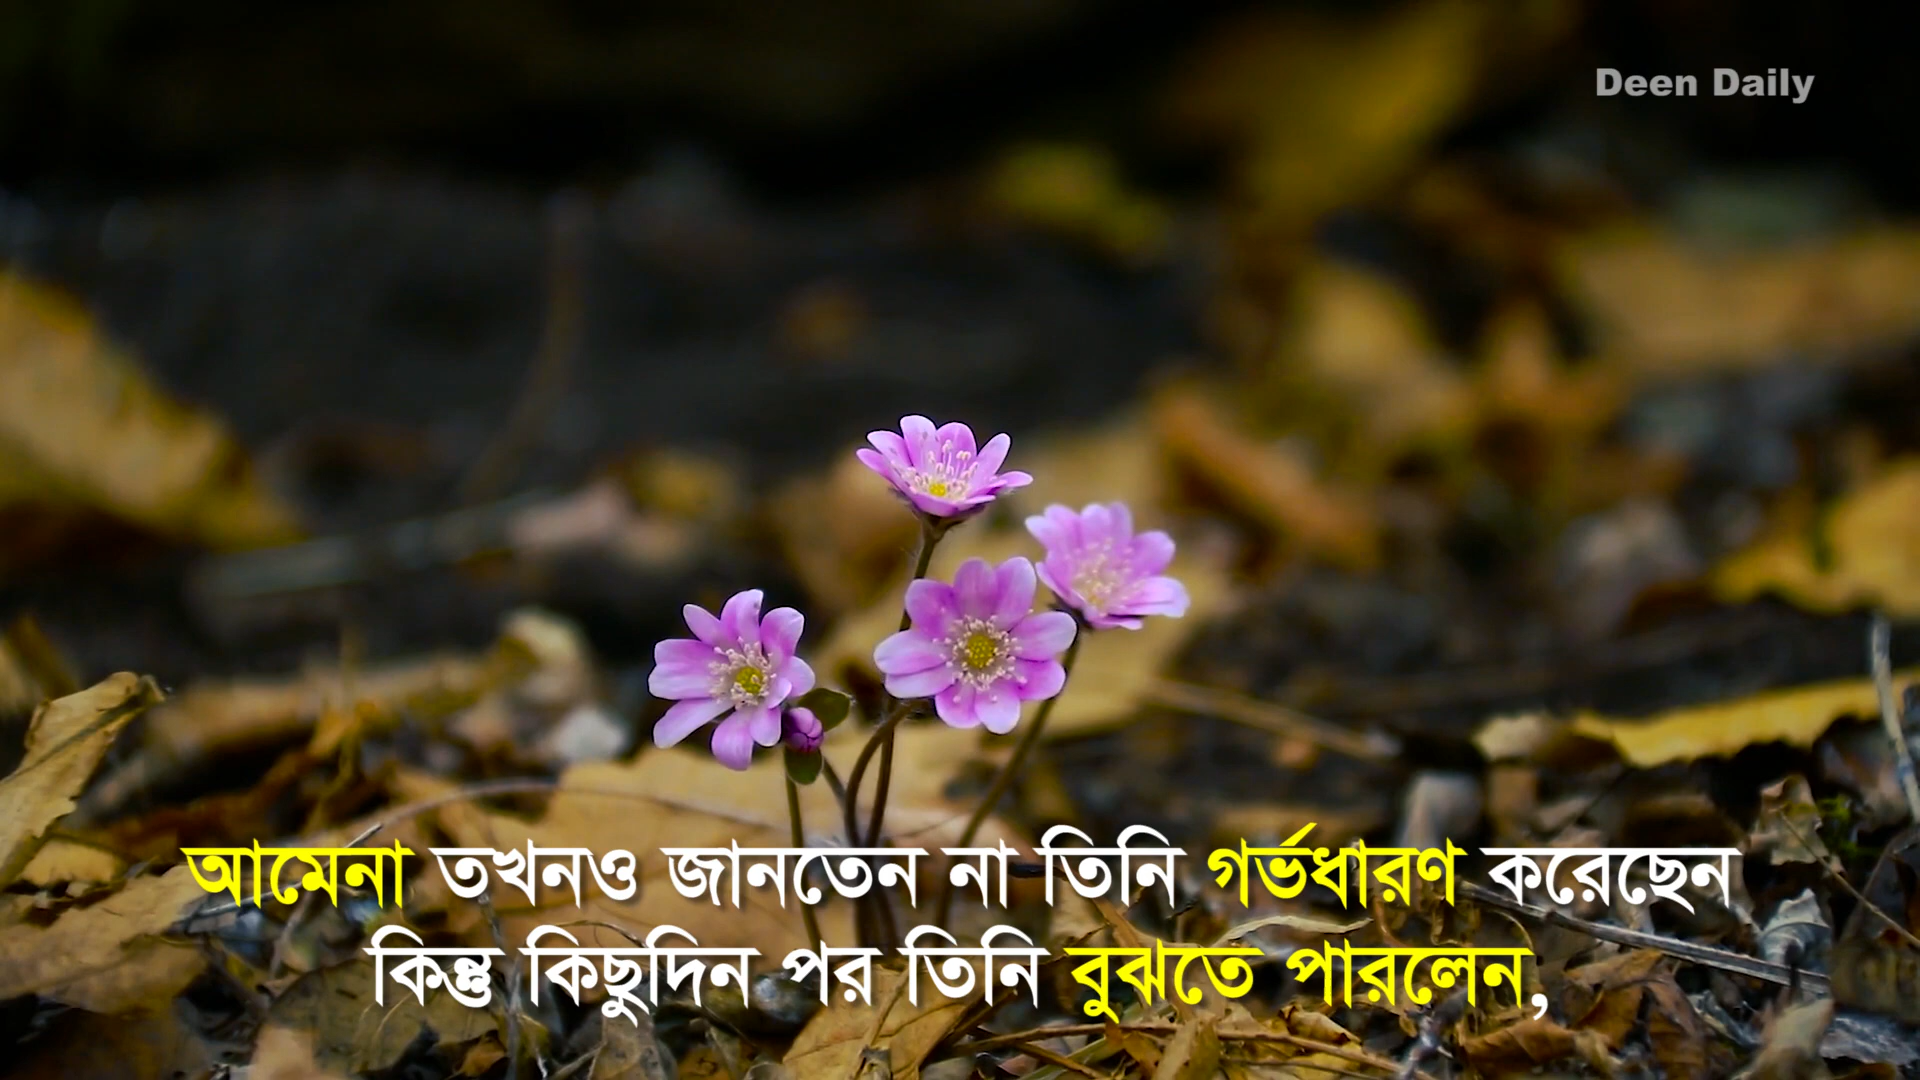 Deen Daily
আমেনা তখনও জানতেন না তিনি গর্ভধারণ করেছেন
কিন্তু কিছুদিন পর তিনি বুঝতে পারলেন,